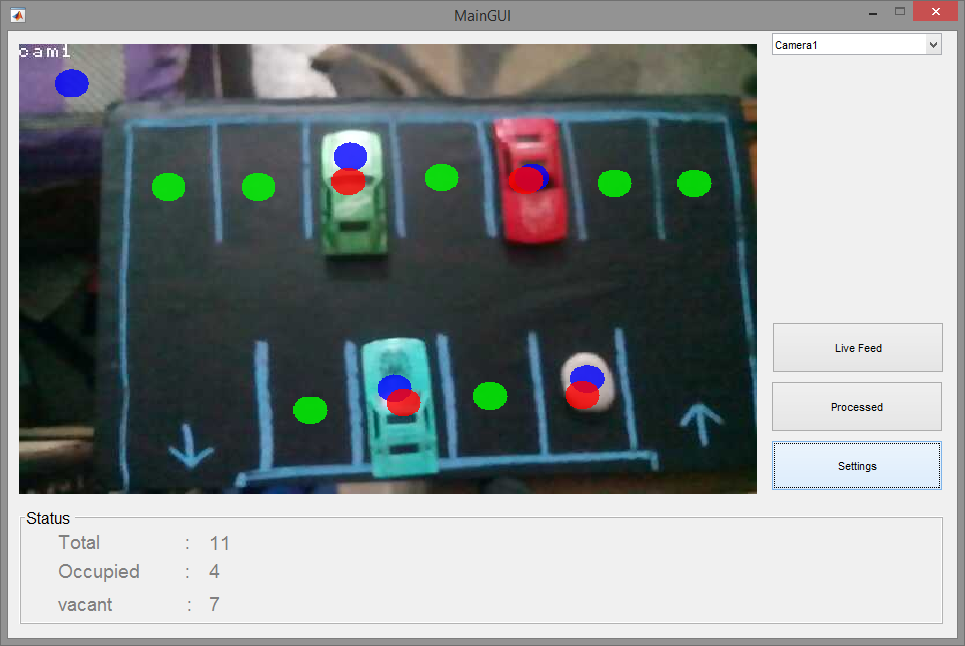 MainGUI
cam1
Camera1
Live Feed
Processed
Settings
Status
Total : 11
Occupied : 4
vacant : 7